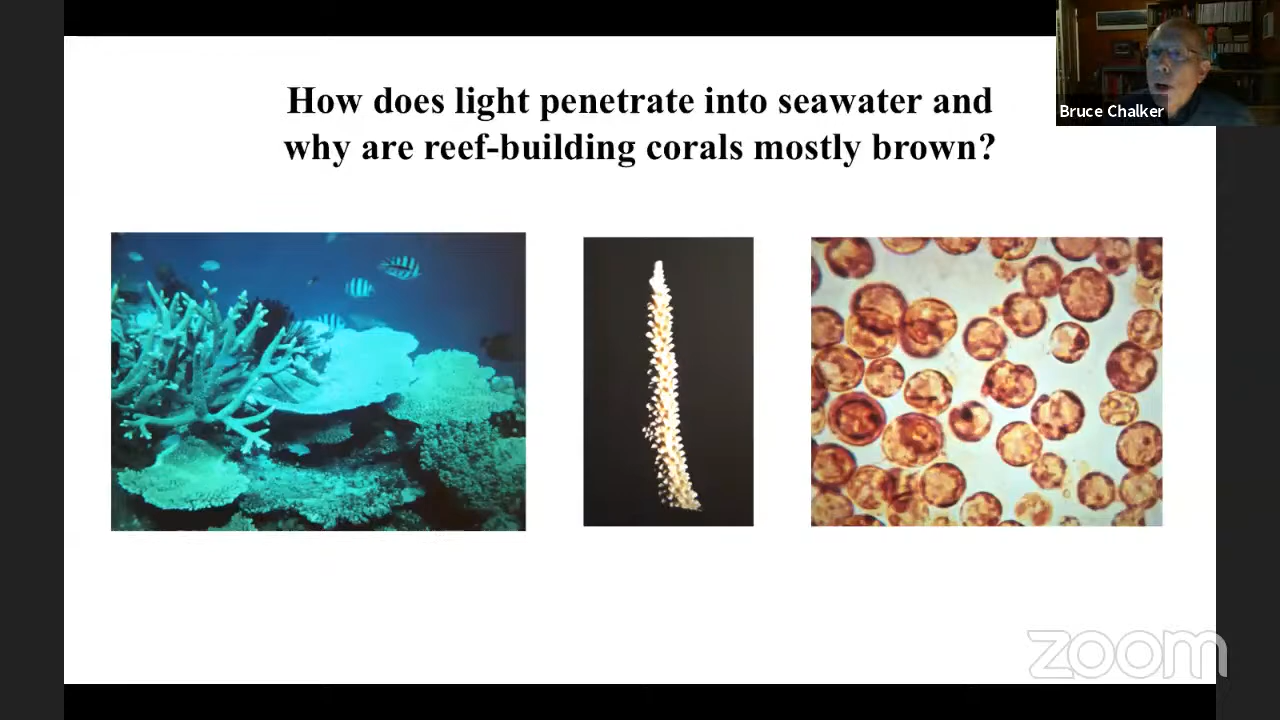 How does light penetrate into seawater and
why are reef-building corals mostly brown?
Bruce Chalker
zoom